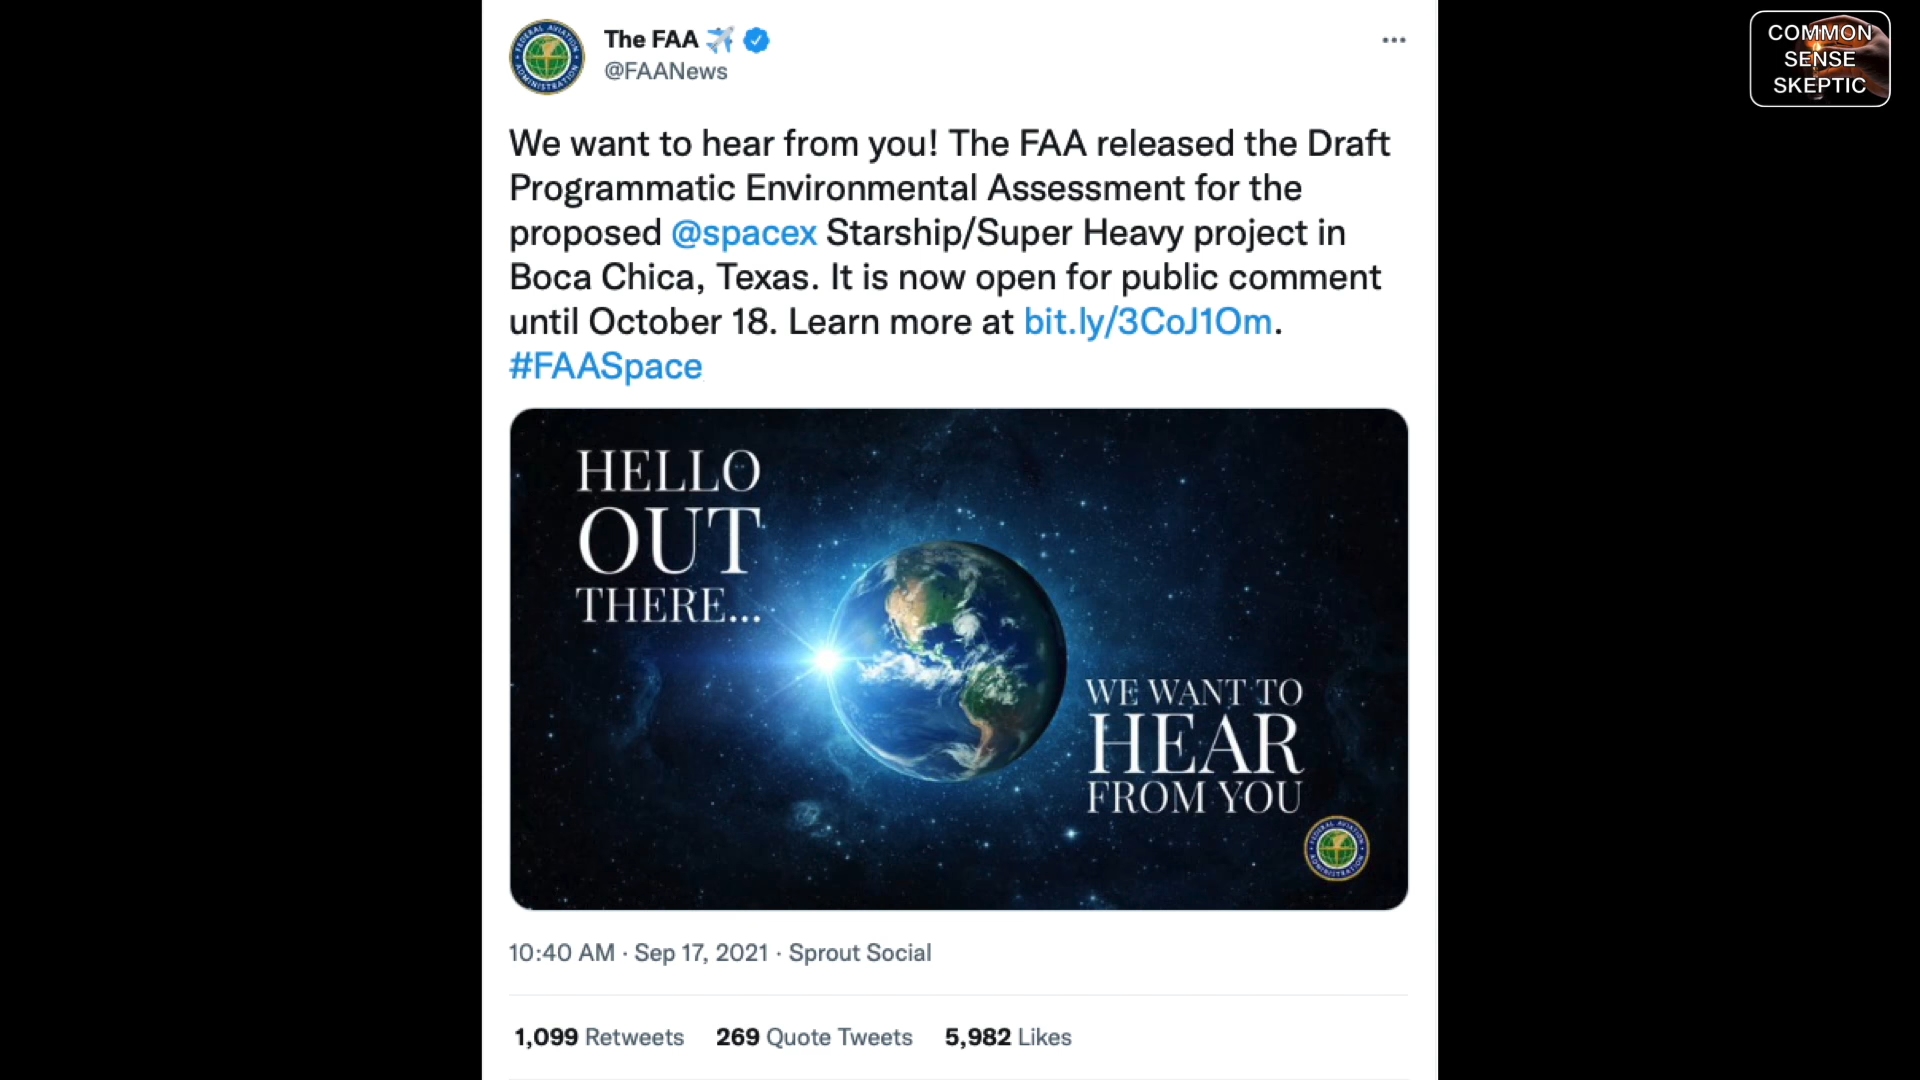 The FAA ✈️
@FAANews
COMMON
SENSE
SKEPTIC
We want to hear from you! The FAA released the Draft
Programmatic Environmental Assessment for the
proposed @spacex Starship/Super Heavy project in
Boca Chica, Texas. It is now open for public comment
until October 18. Learn more at bit.ly/3CoJ1Om.
#FAASpace
HELLO
OUT
THERE...
WE WANT TO
HEAR
FROM YOU
FEDERAL AVIATION
ADMINISTRATION
10:40 AM · Sep 17, 2021 · Sprout Social
1,099 Retweets 269 Quote Tweets 5,982 Likes